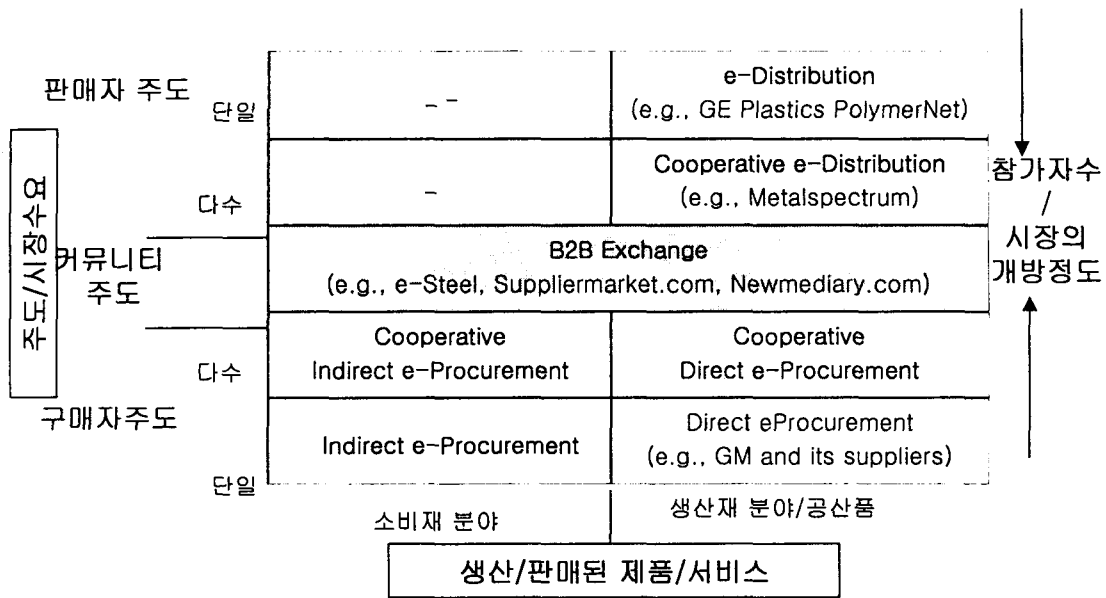 판매자 주도
단일
- -
e-Distribution
(e.g., GE Plastics PolymerNet)
다수
-
Cooperative e-Distribution
(e.g., Metalspectrum)
참가자수
/
시장의
개방정도
주도/시장수요
커뮤니티
주도
B2B Exchange
(e.g., e-Steel, Suppliermarket.com, Newmediary.com)
다수
Cooperative
Indirect e-Procurement
Cooperative
Direct e-Procurement
구매자주도
단일
Indirect e-Procurement
Direct eProcurement
(e.g., GM and its suppliers)
소비재 분야
생산재 분야/공산품
생산/판매된 제품/서비스